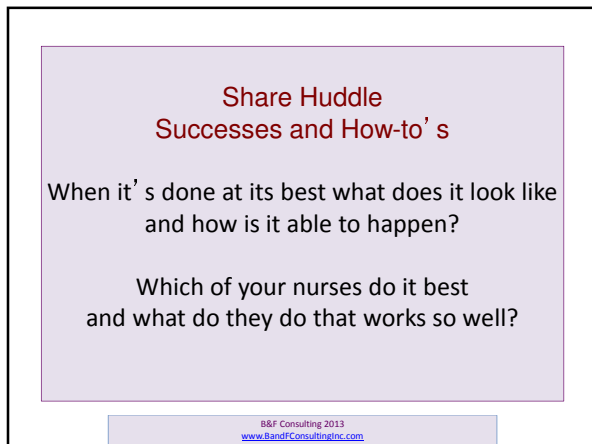 Share Huddle
Successes and How-to’s
When it’s done at its best what does it look like
and how is it able to happen?
Which of your nurses do it best
and what do they do that works so well?
B&F Consulting 2013
www.BandFConsultingInc.com